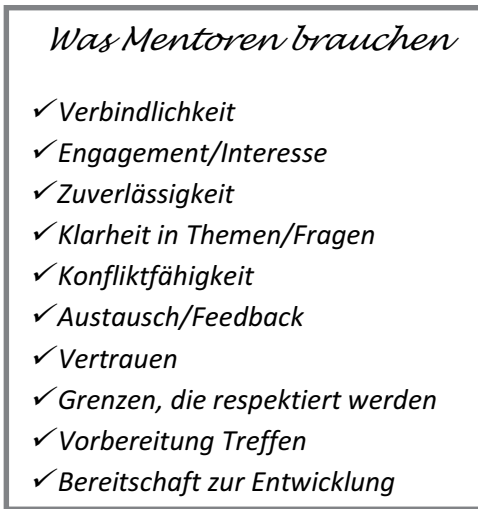 Was Mentoren brauchen
✓ Verbindlichkeit
✓ Engagement/Interesse
✓ Zuverlässigkeit
✓ Klarheit in Themen/Fragen
✓ Konfliktfähigkeit
✓ Austausch/Feedback
✓ Vertrauen
✓ Grenzen, die respektiert werden
✓ Vorbereitung Treffen
✓ Bereitschaft zur Entwicklung